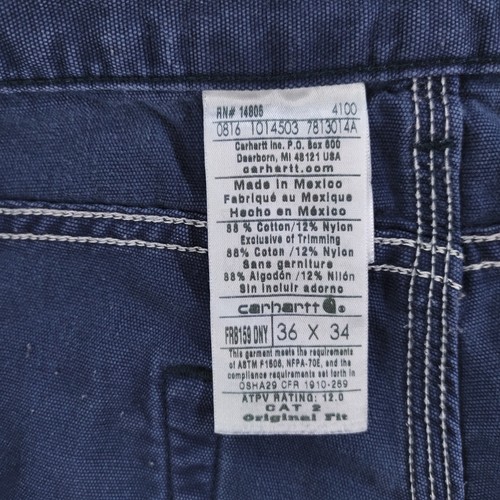 RN# 14806 4100
0816 1014503 7813014A
Carhartt Inc. P.O. Box 600
Dearborn, MI 48121 USA
carhartt.com
Made in Mexico
Fabriqué au Mexique
Hecho en México
88 % Cotton/12% Nylon
Exclusive of Trimming
88% Coton /12% Nylon
Sans garniture
88% Algodón /12% Nilón
Sin incluir adorno
carhartt
FRB159 DNY 36 X 34
This garment meets the requirements
of ASTM F1506, NFPA-70E, and the
compliance requirements set forth in
OSHA29 CFR 1910-269
ATPV RATING: 12.0
CAT 2
Original Fit